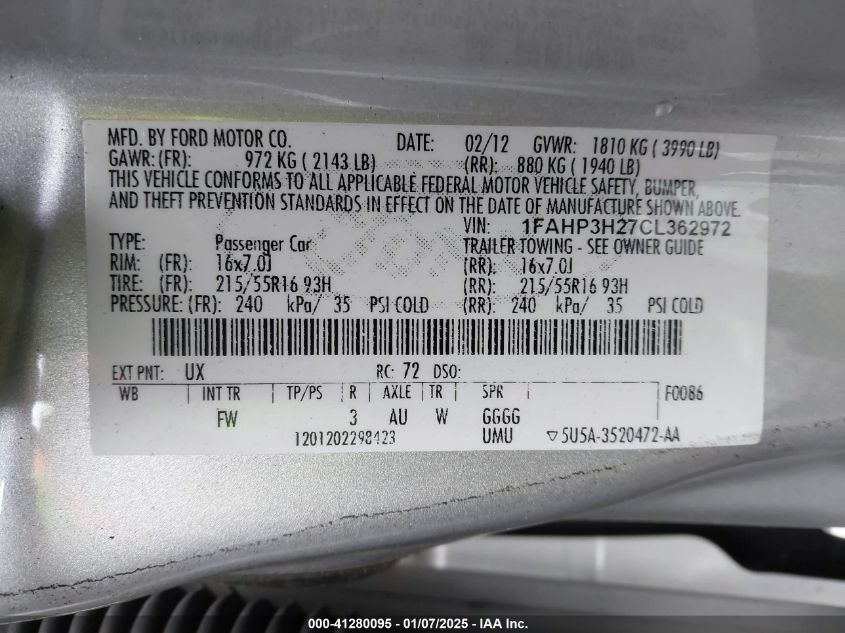 MFD. BY FORD MOTOR CO. DATE: 02/12 GVWR: 1810 KG ( 3990 LB)
GAWR: (FR): 972 KG ( 2143 LB) (RR): 880 KG ( 1940 LB)
THIS VEHICLE CONFORMS TO ALL APPLICABLE FEDERAL MOTOR VEHICLE SAFETY, BUMPER,
AND THEFT PREVENTION STANDARDS IN EFFECT ON THE DATE OF MANUFACTURE SHOWN ABOVE.
VIN: 1FAHP3H27CL362972
TYPE: Passenger Car TRAILER TOWING - SEE OWNER GUIDE
RIM: (FR): 16x7.0J (RR): 16x7.0J
TIRE: (FR): 215/55R16 93H (RR): 215/55R16 93H
PRESSURE: (FR): 240 kPa/ 35 PSI COLD (RR): 240 kPa/ 35 PSI COLD
EXT PNT: UX RC: 72 DSO:
WB INT TR TP/PS R AXLE TR SPR F0086
FW 3 AU W GGGG
1201202298423 UMU ▽5U5A-3520472-AA
000-41280095 - 01/07/2025 - IAA Inc.